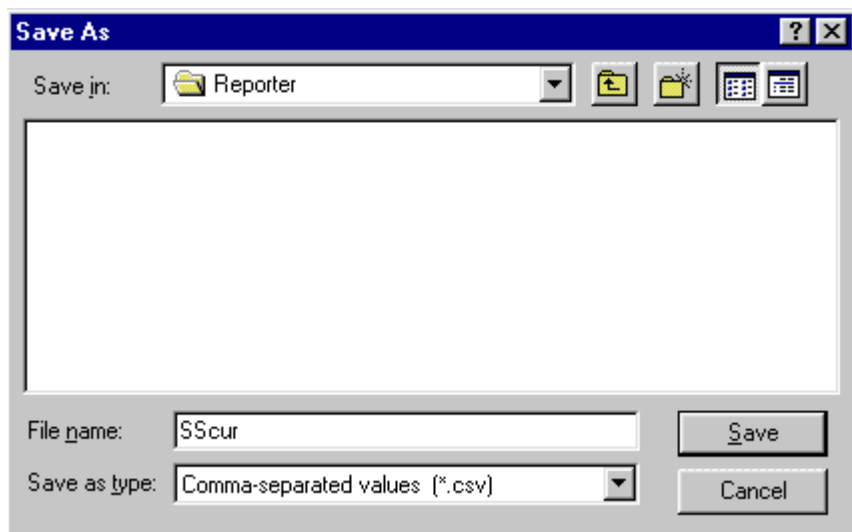 Save As
Save in: Reporter
File name: SScur Save
Save as type: Comma-separated values (*.csv) Cancel